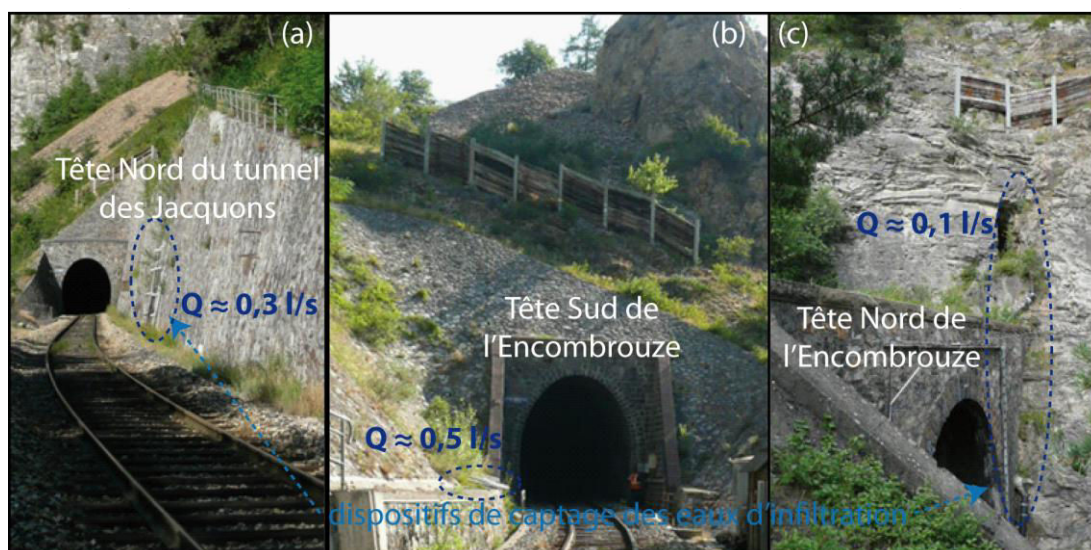 (a)
Tête Nord du tunnel
des Jacquons
Q ≈ 0,3 l/s
(b)
Tête Sud de
l'Encombrouze
Q ≈ 0,5 l/s
(c)
Q ≈ 0,1 l/s
Tête Nord de
l'Encombrouze
dispositifs de captage des eaux d'infiltration